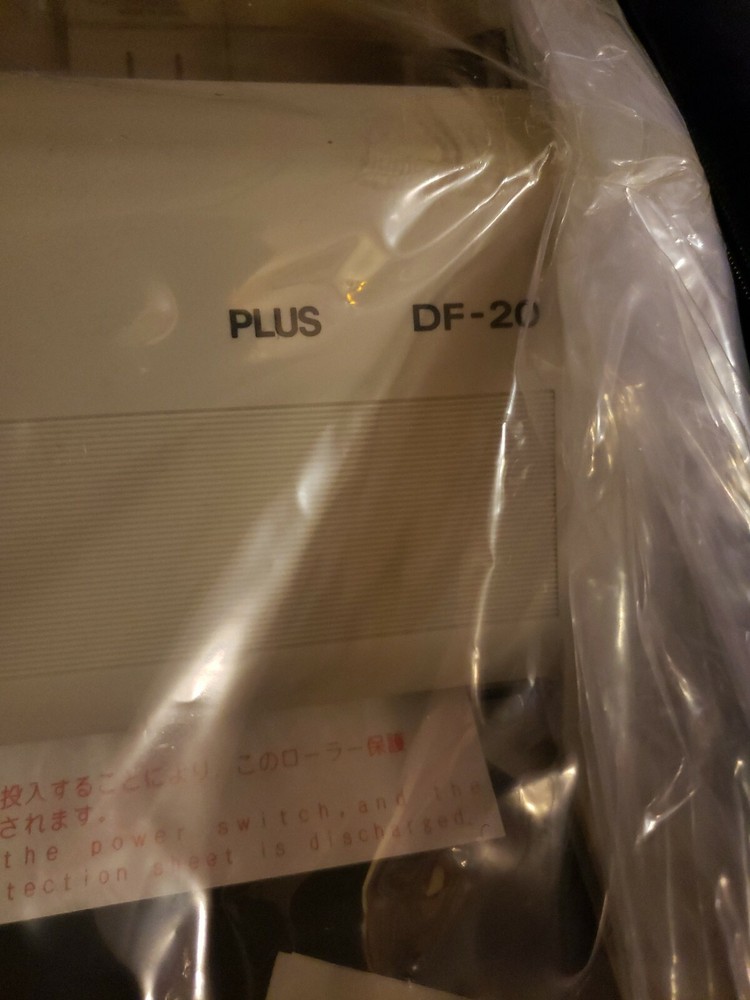 PLUS DF-20
投入することにより, このローラー保護
されます。
the power switch, and the
tection sheet is discharged.